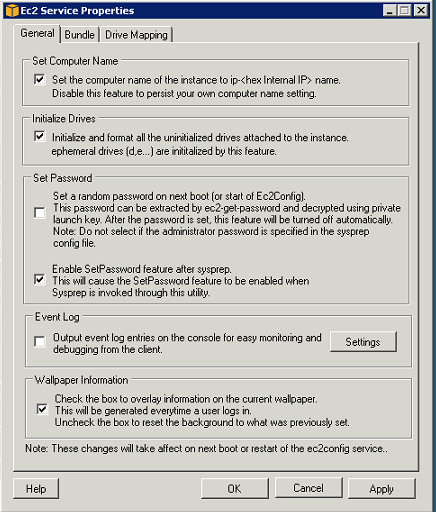 Ec2 Service Properties
General
Bundle
Drive Mapping
Set Computer Name
Set the computer name of the instance to ip-<hex Internal IP> name.
Disable this feature to persist your own computer name setting.
Initialize Drives
Initialize and format all the uninitialized drives attached to the instance.
ephemeral drives (d,e...) are inititalized by this feature.
Set Password
Set a random password on next boot (or start of Ec2Config).
This password can be extracted by ec2-get-password and decrypted using private
launch key. After the password is set, this feature will be turned off automatically.
Note: Do not select if the administrator password is specified in the sysprep
config file.
Enable SetPassword feature after sysprep.
This will cause the SetPassword feature to be enabled when
Sysprep is invoked through this utility.
Event Log
Output event log entries on the console for easy monitoring and
debugging from the client.
Settings
Wallpaper Information
Check the box to overlay information on the current wallpaper.
This will be generated everytime a user logs in.
Uncheck the box to reset the background to what was previously set.
Note: These changes will take affect on next boot or restart of the ec2config service..
Help
OK
Cancel
Apply